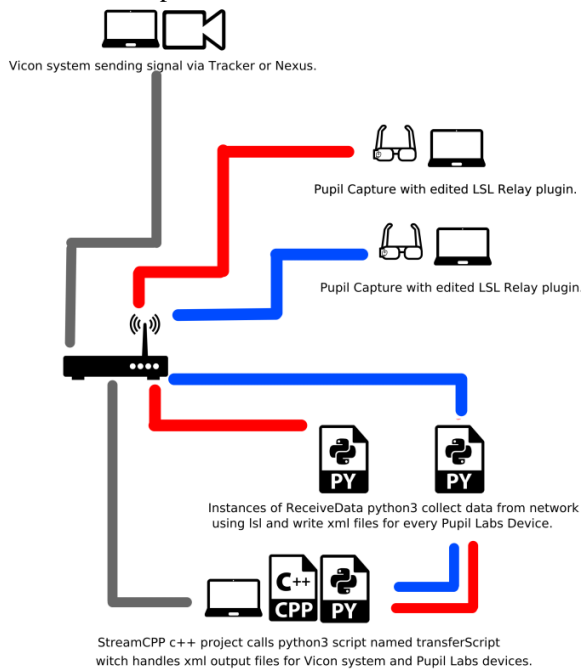 Vicon system sending signal via Tracker or Nexus.
Pupil Capture with edited LSL Relay plugin.
Pupil Capture with edited LSL Relay plugin.
PY
PY
Instances of ReceiveData python3 collect data from network
using lsl and write xml files for every Pupil Labs Device.
C++
CPP
PY
StreamCPP c++ project calls python3 script named transferScript
witch handles xml output files for Vicon system and Pupil Labs devices.